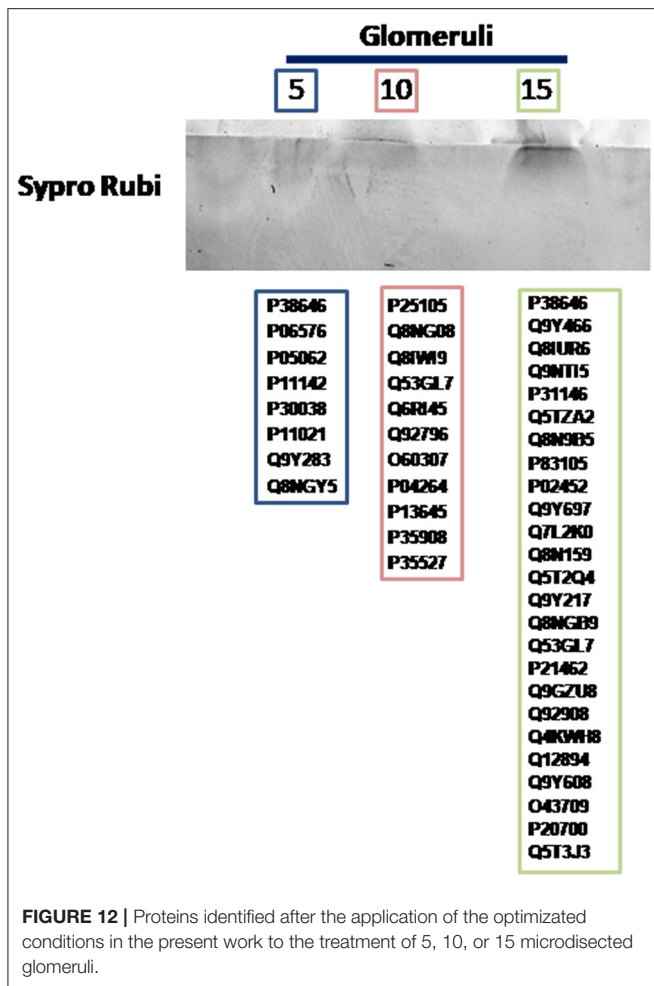 Glomeruli
5 10 15
Sypro Rubi
P38646
P06576
P05062
P11142
P30038
P11021
Q9Y283
Q8NGY5
P25105
Q8NG08
Q8IWI9
Q53GL7
Q6RI45
Q92796
O60307
P04264
P13645
P35908
P35527
P38646
Q9Y466
Q8IUR6
Q9NTI5
P31146
Q5TZA2
Q8N9B5
P83105
P02452
Q9Y697
Q7L2K0
Q8N159
Q5T2Q4
Q9Y217
Q8NGB9
Q53GL7
P21462
Q9GZU8
Q92908
Q4KWH8
Q12894
Q9Y608
O43709
P20700
Q5T3J3
FIGURE 12 | Proteins identified after the application of the optimizated
conditions in the present work to the treatment of 5, 10, or 15 microdisected
glomeruli.